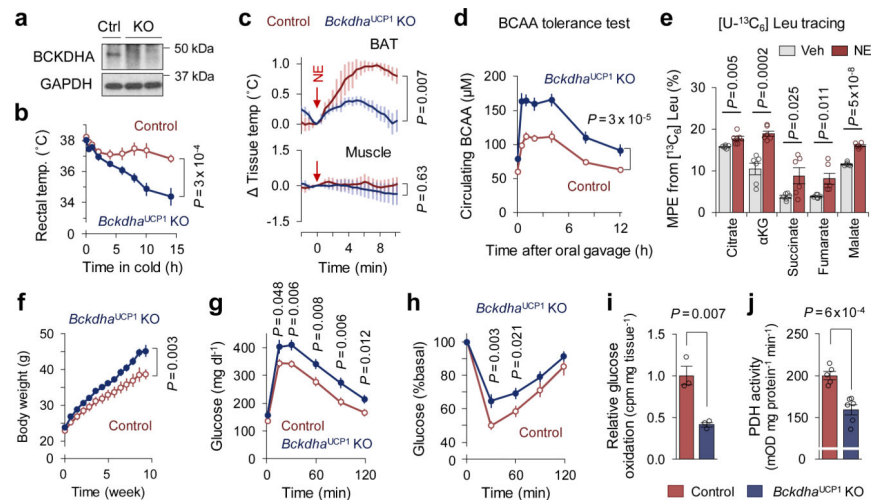 a
Ctrl KO
BCKDHA
GAPDH
50 kDa
37 kDa
b
Rectal temp. (˚C)
38
36
34
0 5 10 15
Time in cold (h)
Control
Bckdha^UCP1 KO
P = 3 x 10^-4
c
Control Bckdha^UCP1 KO
BAT
NE
Δ Tissue temp (˚C)
1.0
0.5
0.0
P = 0.007
Muscle
1.5
0.0
-1.5
P = 0.63
0 5 10
Time (min)
d
BCAA tolerance test
Circulating BCAA (μM)
200
150
100
50
0
Bckdha^UCP1 KO
P = 3 x 10^-5
Control
0 4 8 12
Time after oral gavage (h)
e
[U-^13C6] Leu tracing
Veh NE
MPE from [^13C6] Leu (%)
30
20
10
0
P = 0.005
P = 0.0002
P = 0.025
P = 0.011
P = 5 x 10^-8
Citrate
αKG
Succinate
Fumarate
Malate
f
Bckdha^UCP1 KO
Body weight (g)
60
50
40
30
20
P = 0.003
Control
0 5 10
Time (week)
g
P = 0.048
P = 0.006
P = 0.008
P = 0.006
P = 0.012
Glucose (mg dl^-1)
400
300
200
100
0
Control
Bckdha^UCP1 KO
0 60 120
Time (min)
h
Bckdha^UCP1 KO
P = 0.003
P = 0.021
Glucose (%basal)
100
80
60
40
Control
0 60 120
Time (min)
i
P = 0.007
Relative glucose
oxidation (cpm mg tissue^-1)
1.5
1.0
0.5
0.0
j
P = 6 x 10^-4
PDH activity
(mOD mg protein^-1 min^-1)
250
200
150
100
0
Control Bckdha^UCP1 KO